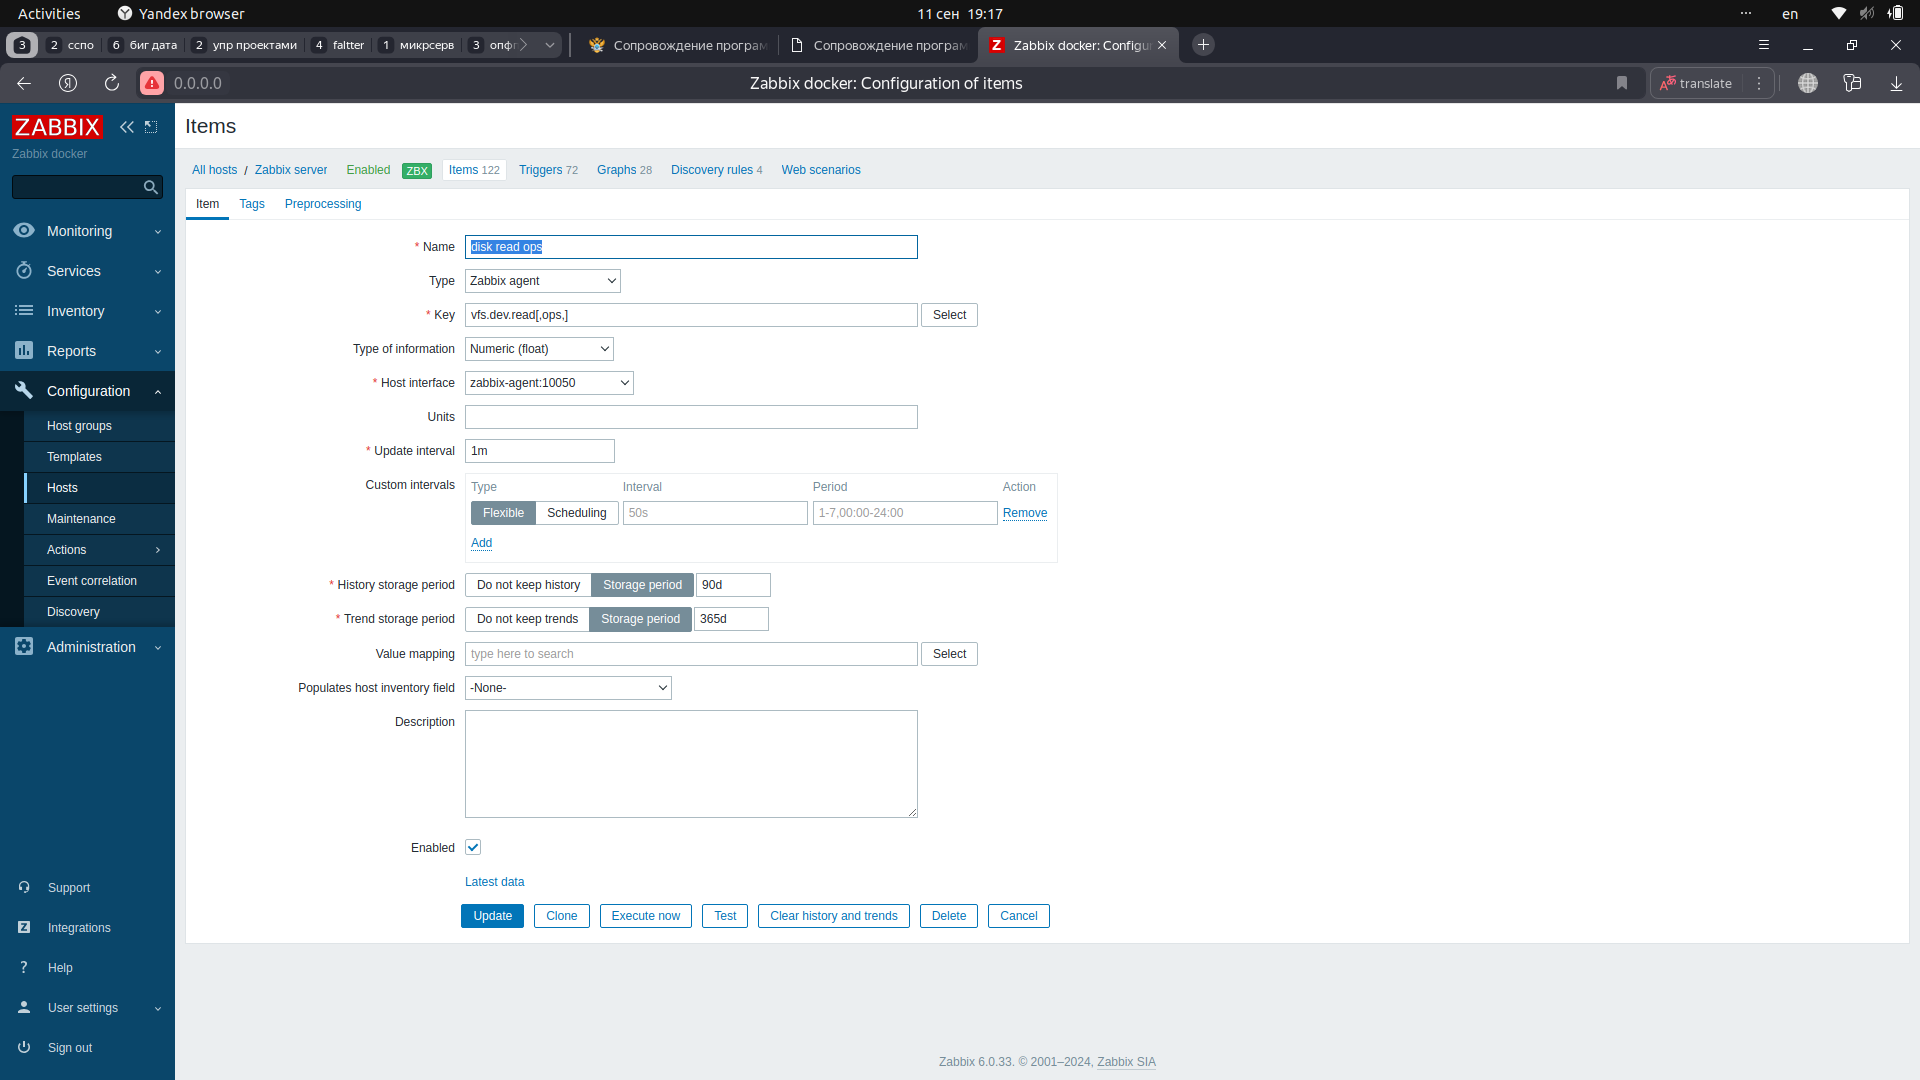 Activities
Yandex browser
11 сен 19:17
en
3
2 сспо
6 биг дата
2 упр проектами
4 faltter
1 микрсерв
3 опфг
Сопровождение програм
Сопровождение програм
Zabbix docker: Configur
0.0.0.0
Zabbix docker: Configuration of items
translate
ZABBIX
Zabbix docker
Monitoring
Services
Inventory
Reports
Configuration
Host groups
Templates
Hosts
Maintenance
Actions
Event correlation
Discovery
Administration
Support
Integrations
Help
User settings
Sign out
Items
All hosts / Zabbix server Enabled ZBX Items 122 Triggers 72 Graphs 28 Discovery rules 4 Web scenarios
Item Tags Preprocessing
* Name disk read ops
Type Zabbix agent
* Key vfs.dev.read[,ops,] Select
Type of information Numeric (float)
* Host interface zabbix-agent:10050
Units
* Update interval 1m
Custom intervals Type Interval Period Action
Flexible Scheduling 50s 1-7,00:00-24:00 Remove
Add
* History storage period Do not keep history Storage period 90d
* Trend storage period Do not keep trends Storage period 365d
Value mapping type here to search Select
Populates host inventory field -None-
Description
Enabled
Latest data
Update Clone Execute now Test Clear history and trends Delete Cancel
Zabbix 6.0.33. © 2001–2024, Zabbix SIA